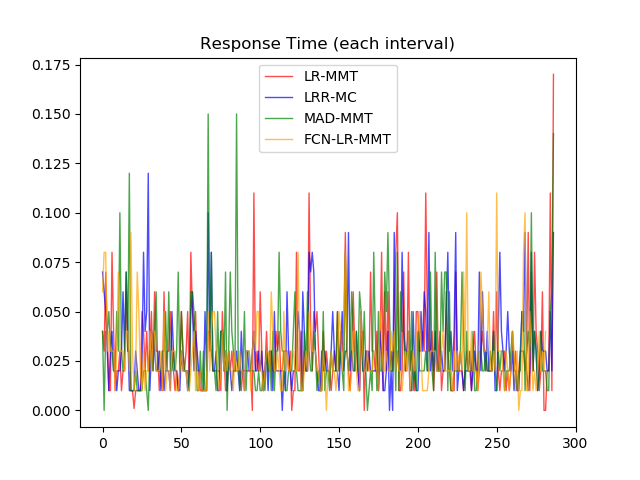 Response Time (each interval)
LR-MMT
LRR-MC
MAD-MMT
FCN-LR-MMT
0.175
0.150
0.125
0.100
0.075
0.050
0.025
0.000
0 50 100 150 200 250 300